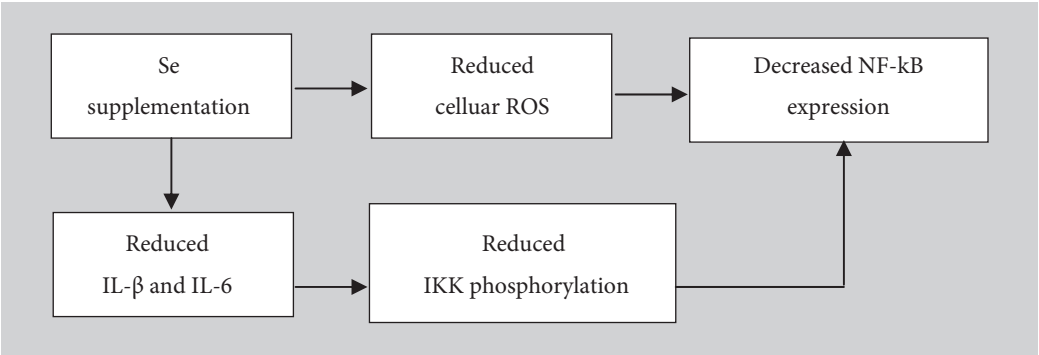 Se
supplementation
Reduced
celluar ROS
Decreased NF-kB
expression
Reduced
IL-β and IL-6
Reduced
IKK phosphorylation